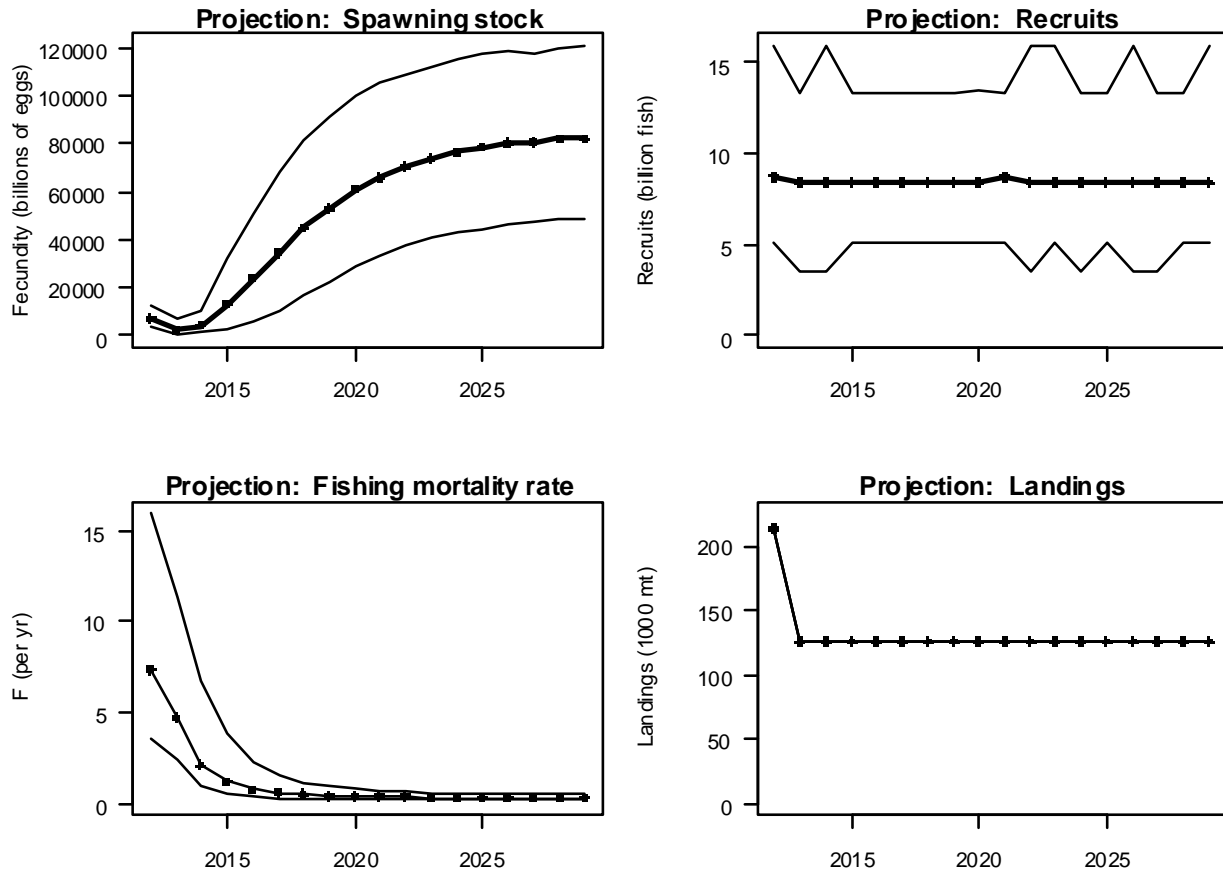 Projection: Spawning stock
Fecundity (billions of eggs)
120000
100000
80000
60000
40000
20000
0
2015 2020 2025
Projection: Recruits
Recruits (billion fish)
15
10
5
0
2015 2020 2025
Projection: Fishing mortality rate
F (per yr)
15
10
5
0
2015 2020 2025
Projection: Landings
Landings (1000 mt)
200
150
100
50
0
2015 2020 2025